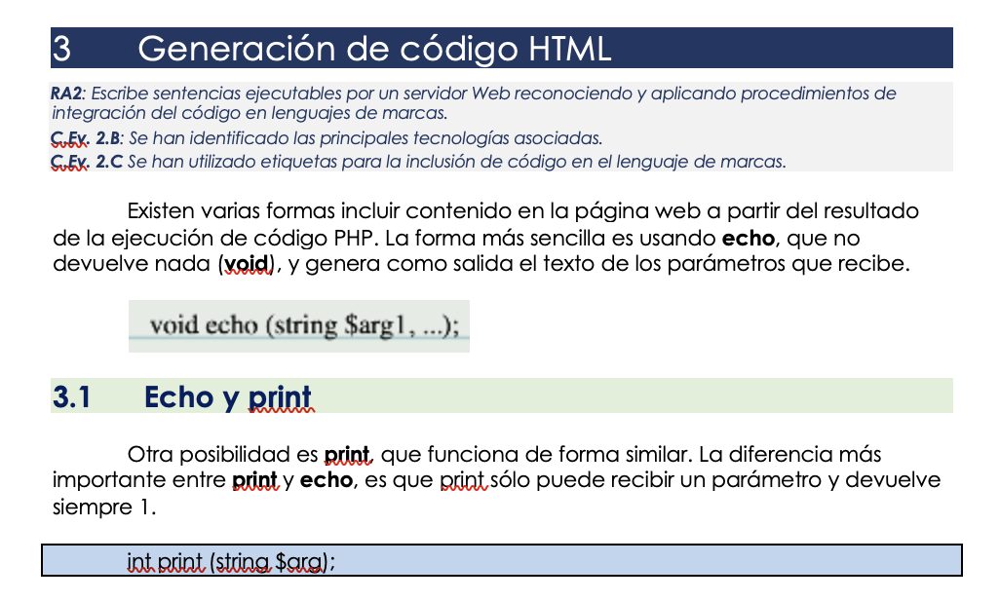 3 Generación de código HTML
RA2: Escribe sentencias ejecutables por un servidor Web reconociendo y aplicando procedimientos de
integración del código en lenguajes de marcas.
C.Ev. 2.B: Se han identificado las principales tecnologías asociadas.
C.Ev. 2.C Se han utilizado etiquetas para la inclusión de código en el lenguaje de marcas.
Existen varias formas incluir contenido en la página web a partir del resultado
de la ejecución de código PHP. La forma más sencilla es usando echo, que no
devuelve nada (void), y genera como salida el texto de los parámetros que recibe.
void echo (string $arg1, ...);
3.1 Echo y print
Otra posibilidad es print, que funciona de forma similar. La diferencia más
importante entre print y echo, es que print sólo puede recibir un parámetro y devuelve
siempre 1.
int print (string $arg);